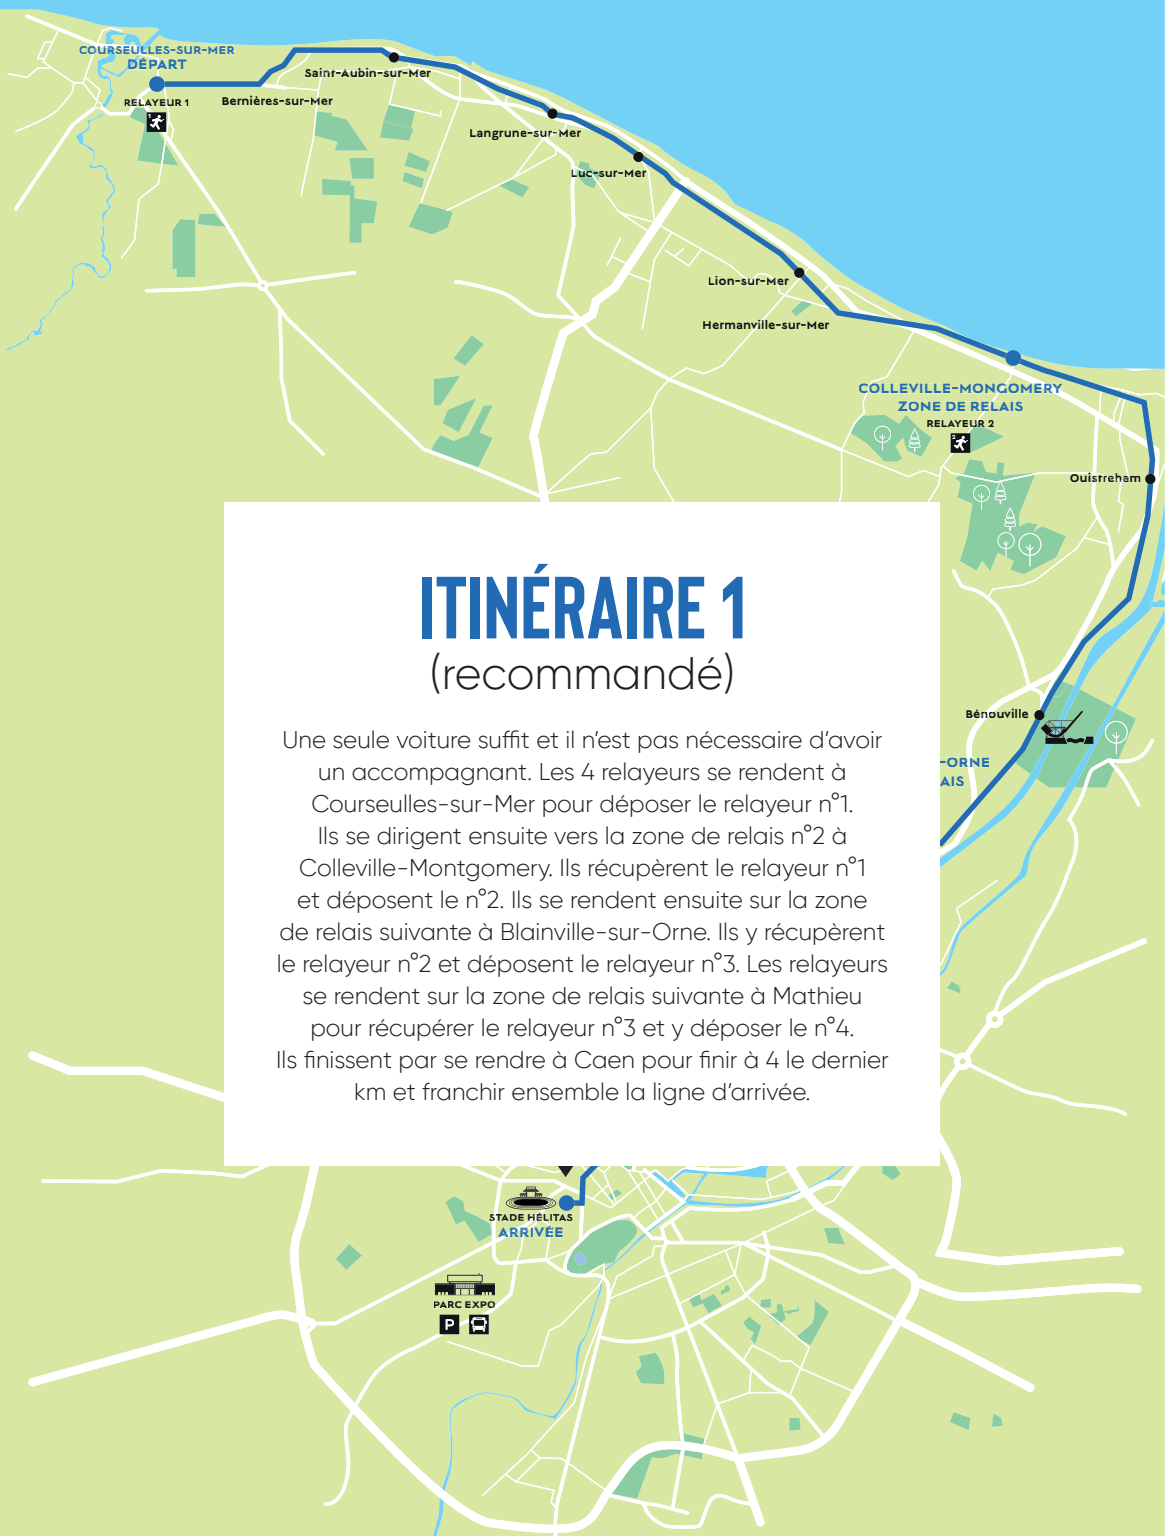 COURSEULLES-SUR-MER
DÉPART
RELAYEUR 1
Bernières-sur-Mer
Saint-Aubin-sur-Mer
Langrune-sur-Mer
Luc-sur-Mer
Lion-sur-Mer
Hermanville-sur-Mer
COLLEVILLE-MONGOMERY
ZONE DE RELAIS
RELAYEUR 2
Ouistreham
ITINÉRAIRE 1
(recommandé)
Une seule voiture suffit et il n’est pas nécessaire d’avoir
un accompagnant. Les 4 relayeurs se rendent à
Courseulles-sur-Mer pour déposer le relayeur n°1.
Ils se dirigent ensuite vers la zone de relais n°2 à
Colleville-Montgomery. Ils récupèrent le relayeur n°1
et déposent le n°2. Ils se rendent ensuite sur la zone
de relais suivante à Blainville-sur-Orne. Ils y récupèrent
le relayeur n°2 et déposent le relayeur n°3. Les relayeurs
se rendent sur la zone de relais suivante à Mathieu
pour récupérer le relayeur n°3 et y déposer le n°4.
Ils finissent par se rendre à Caen pour finir à 4 le dernier
km et franchir ensemble la ligne d’arrivée.
Bénouville
-ORNE
AIS
STADE HÉLITAS
ARRIVÉE
PARC EXPO
P